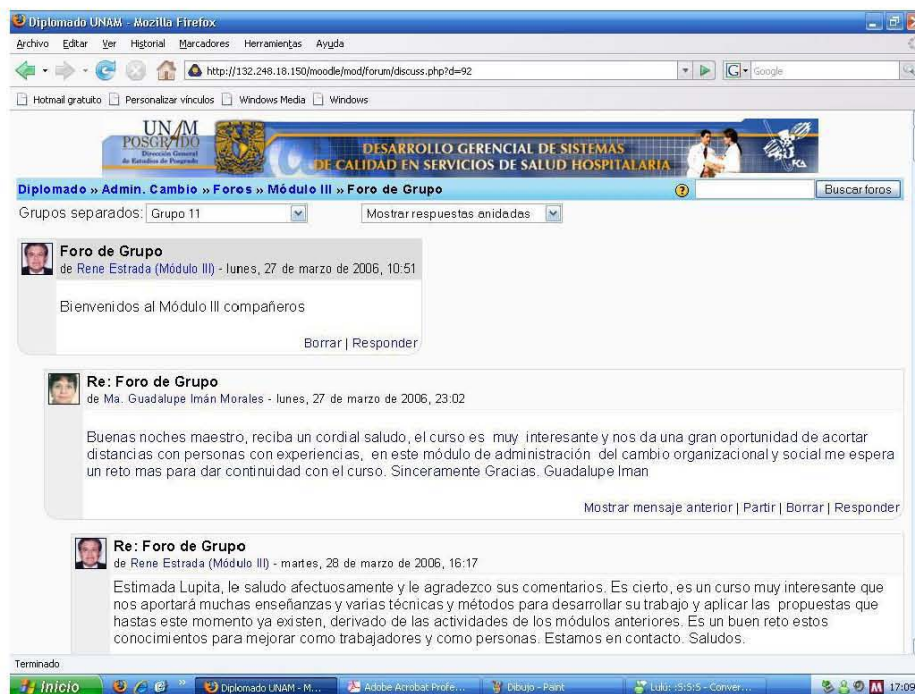 Diplomado UNAM - Mozilla Firefox
Archivo Editar Ver Historial Marcadores Herramientas Ayuda
http://132.248.18.150/moodle/mod/forum/discuss.php?d=92
Google
Hotmail gratuito Personalizar vínculos Windows Media Windows
UNAM
POSGRADO
Dirección General
de Estudios de Posgrado
DESARROLLO GERENCIAL DE SISTEMAS
DE CALIDAD EN SERVICIOS DE SALUD HOSPITALARIA
Diplomado » Admin. Cambio » Foros » Módulo III » Foro de Grupo
Buscar foros
Grupos separados: Grupo 11
Mostrar respuestas anidadas
Foro de Grupo
de Rene Estrada (Módulo III) - lunes, 27 de marzo de 2006, 10:51
Bienvenidos al Módulo III compañeros
Borrar | Responder
Re: Foro de Grupo
de Ma. Guadalupe Imán Morales - lunes, 27 de marzo de 2006, 23:02
Buenas noches maestro, reciba un cordial saludo, el curso es muy interesante y nos da una gran oportunidad de acortar
distancias con personas con experiencias, en este módulo de administración del cambio organizacional y social me espera
un reto mas para dar continuidad con el curso. Sinceramente Gracias. Guadalupe Iman
Mostrar mensaje anterior | Partir | Borrar | Responder
Re: Foro de Grupo
de Rene Estrada (Módulo III) - martes, 28 de marzo de 2006, 16:17
Estimada Lupita, le saludo afectuosamente y le agradezco sus comentarios. Es cierto, es un curso muy interesante que
nos aportará muchas enseñanzas y varias técnicas y métodos para desarrollar su trabajo y aplicar las propuestas que
hastas este momento ya existen, derivado de las actividades de los módulos anteriores. Es un buen reto estos
conocimientos para mejorar como trabajadores y como personas. Estamos en contacto. Saludos.
Terminado
Inicio Diplomado UNAM - M... Adobe Acrobat Profe... Dibujo - Paint Lulu: :S:S:S - Conver... 17:05